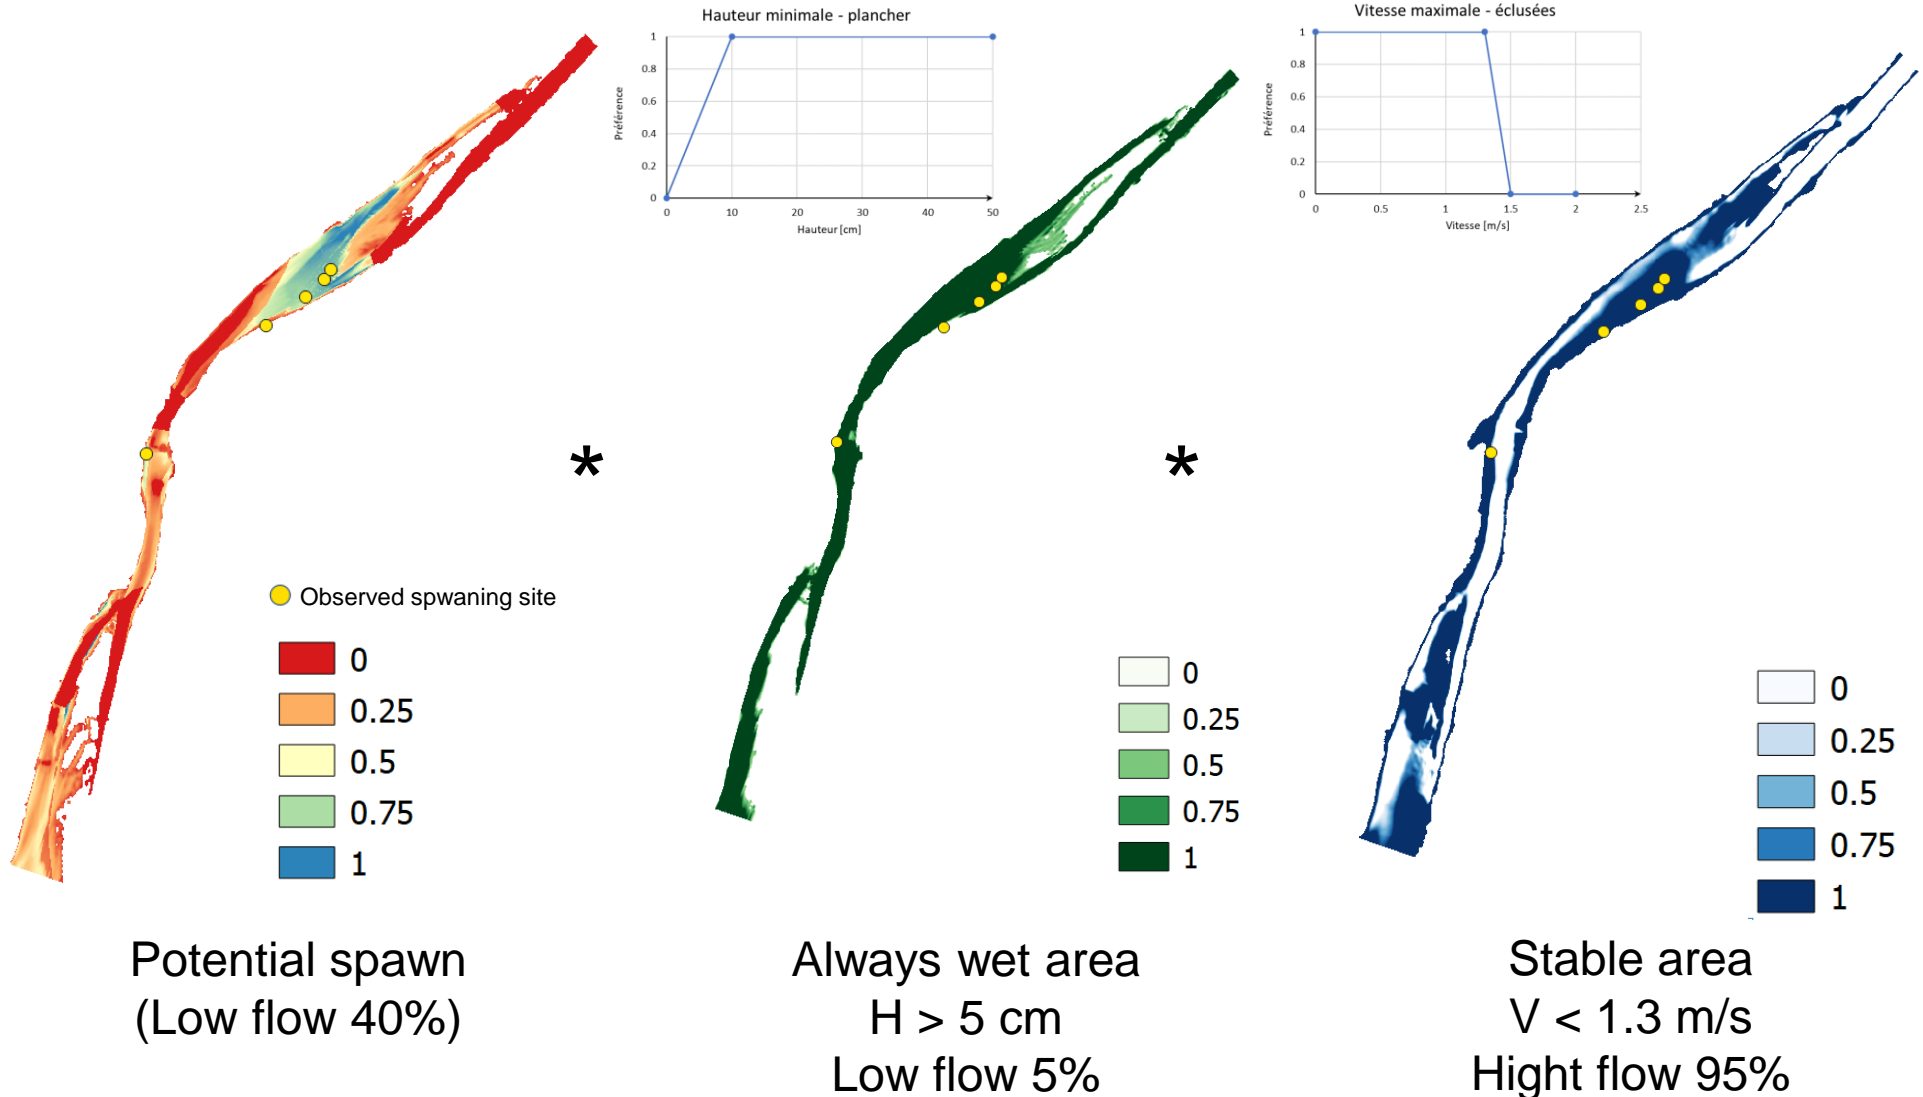 Hauteur minimale - plancher
Préférence
1
0.8
0.6
0.4
0.2
0
0 10 20 30 40 50
Hauteur [cm]
Vitesse maximale - éclusées
Préférence
1
0.8
0.6
0.4
0.2
0
0 0.5 1 1.5 2 2.5
Vitesse [m/s]
*
*
Observed spwaning site
0
0.25
0.5
0.75
1
0
0.25
0.5
0.75
1
0
0.25
0.5
0.75
1
Potential spawn
(Low flow 40%)
Always wet area
H > 5 cm
Low flow 5%
Stable area
V < 1.3 m/s
Hight flow 95%